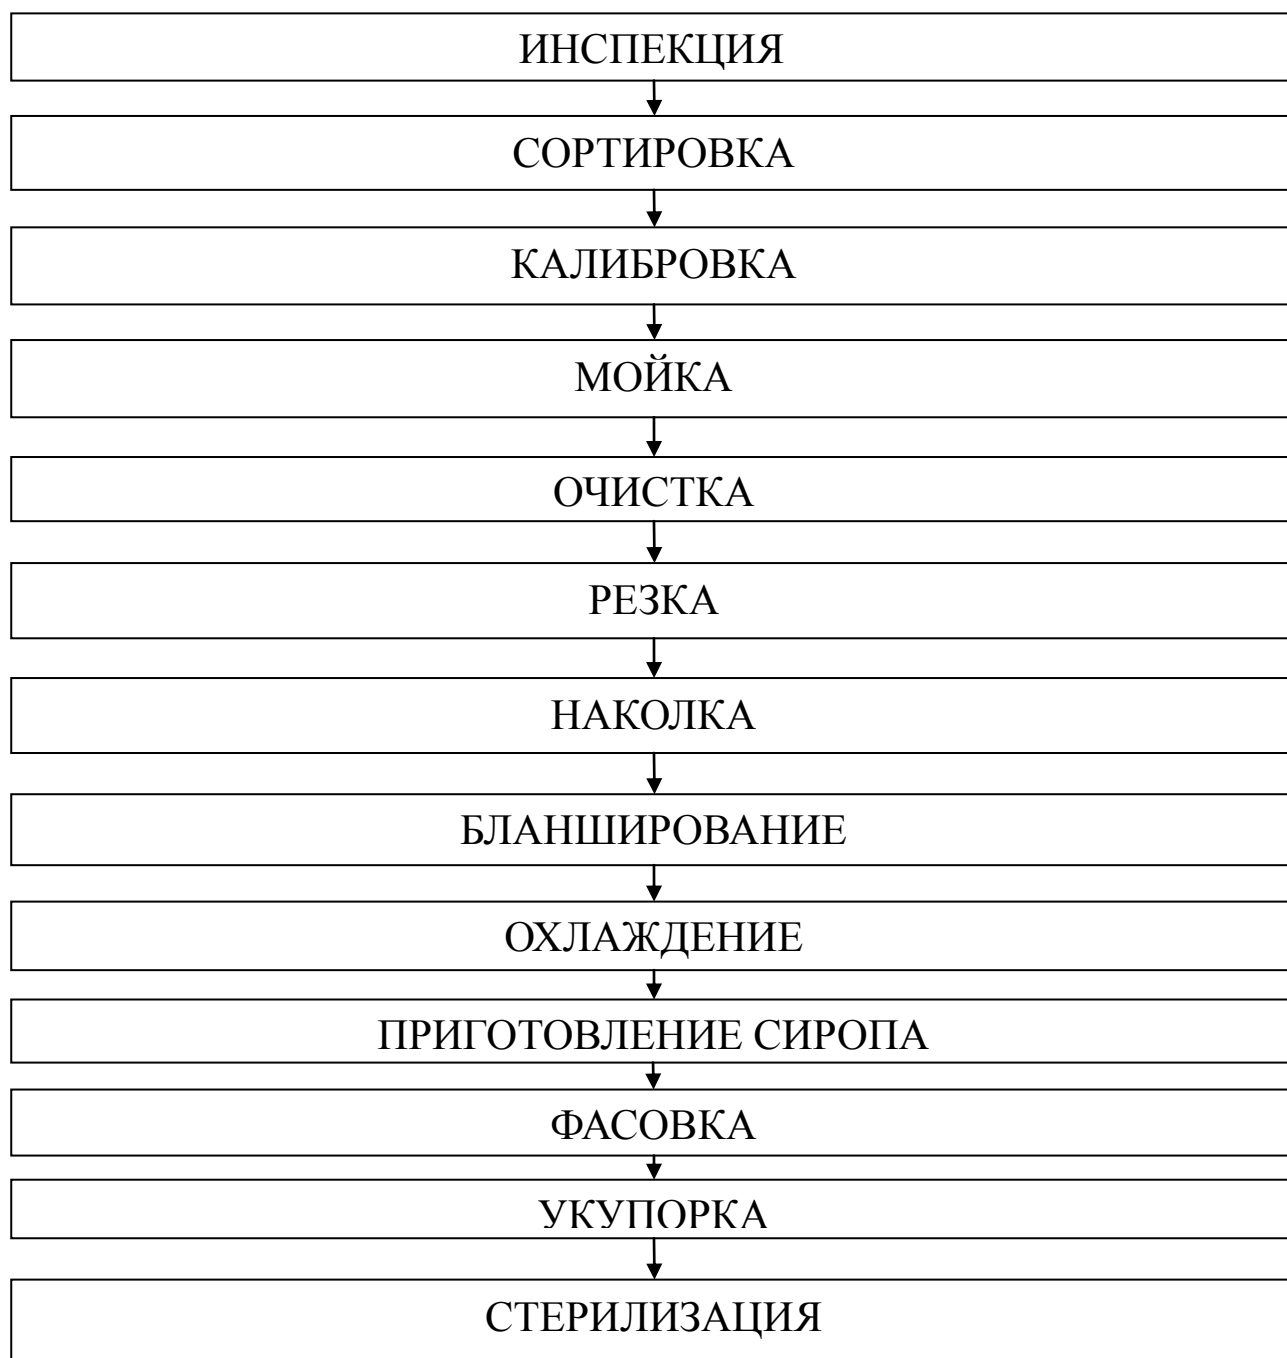 ИНСПЕКЦИЯ
СОРТИРОВКА
КАЛИБРОВКА
МОЙКА
ОЧИСТКА
РЕЗКА
НАКОЛКА
БЛАНШИРОВАНИЕ
ОХЛАЖДЕНИЕ
ПРИГОТОВЛЕНИЕ СИРОПА
ФАСОВКА
УКУПОРКА
СТЕРИЛИЗАЦИЯ